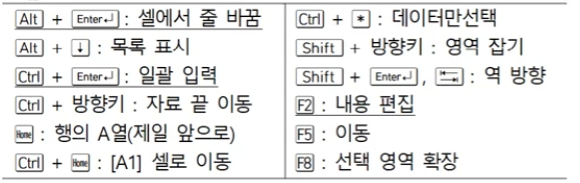 Alt + Enter↵ : 셀에서 줄 바꿈
Alt + ↓ : 목록 표시
Ctrl + Enter↵ : 일괄 입력
Ctrl + 방향키 : 자료 끝 이동
Home : 행의 A열(제일 앞으로)
Ctrl + Home : [A1] 셀로 이동
Ctrl + * : 데이터만선택
Shift + 방향키 : 영역 잡기
Shift + Enter↵, ↹ : 역 방향
F2 : 내용 편집
F5 : 이동
F8 : 선택 영역 확장